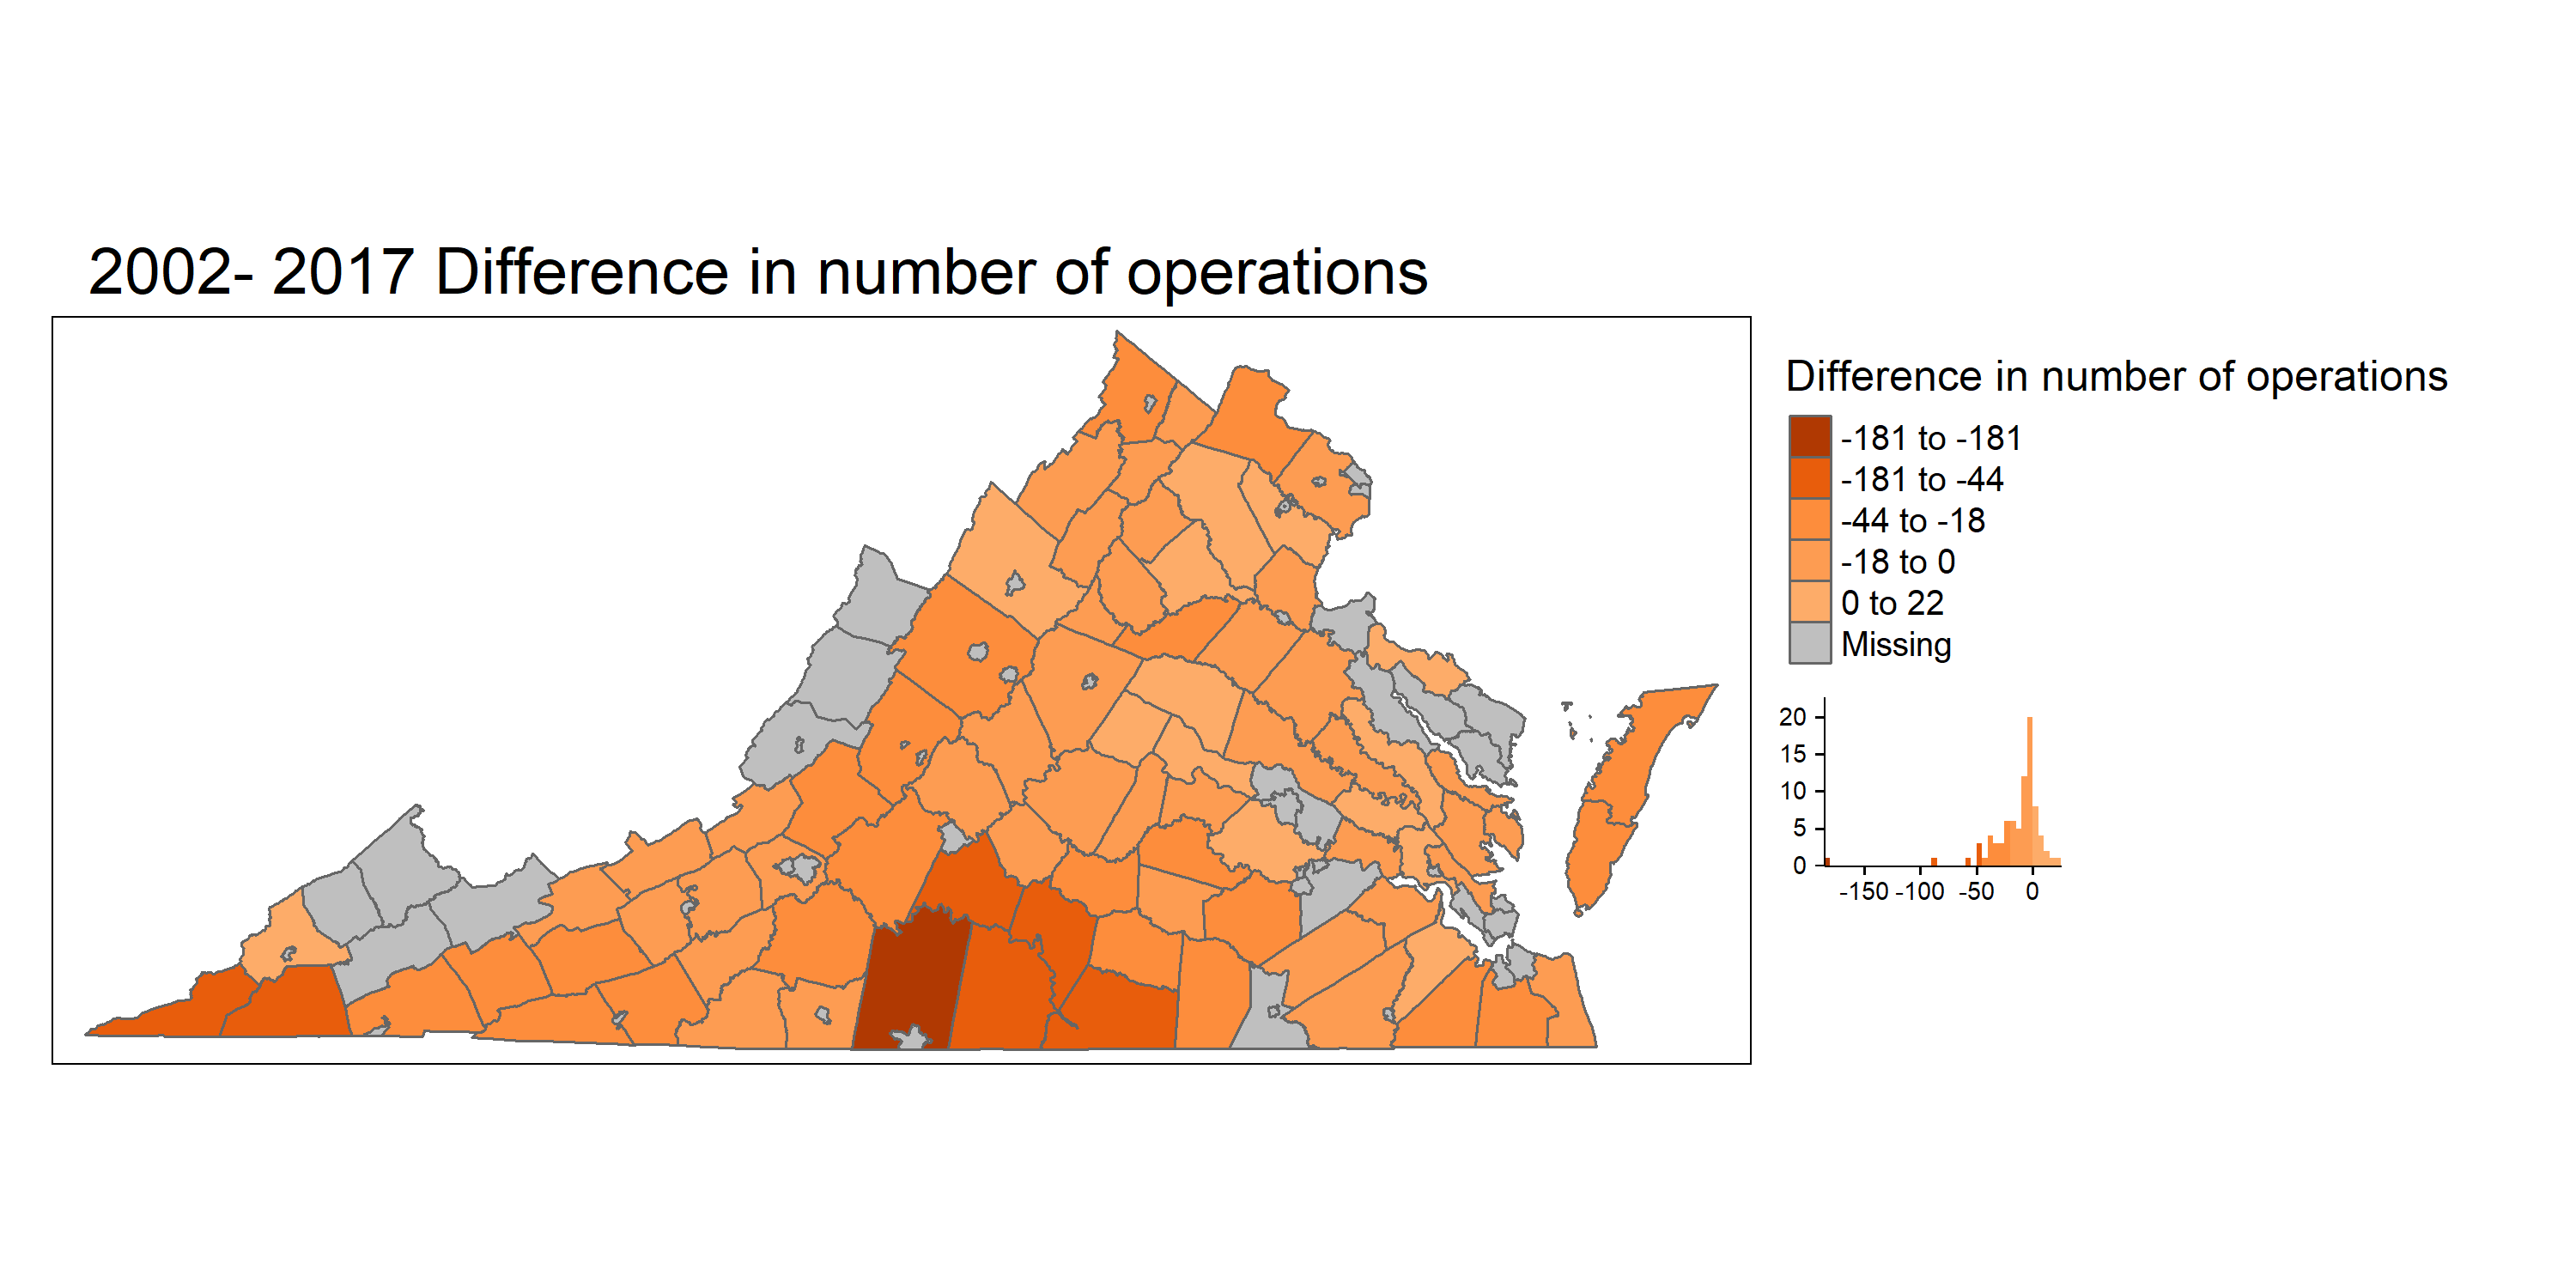 2002- 2017 Difference in number of operations
Difference in number of operations
-181 to -181
-181 to -44
-44 to -18
-18 to 0
0 to 22
Missing
20
15
10
5
0
-150 -100 -50 0